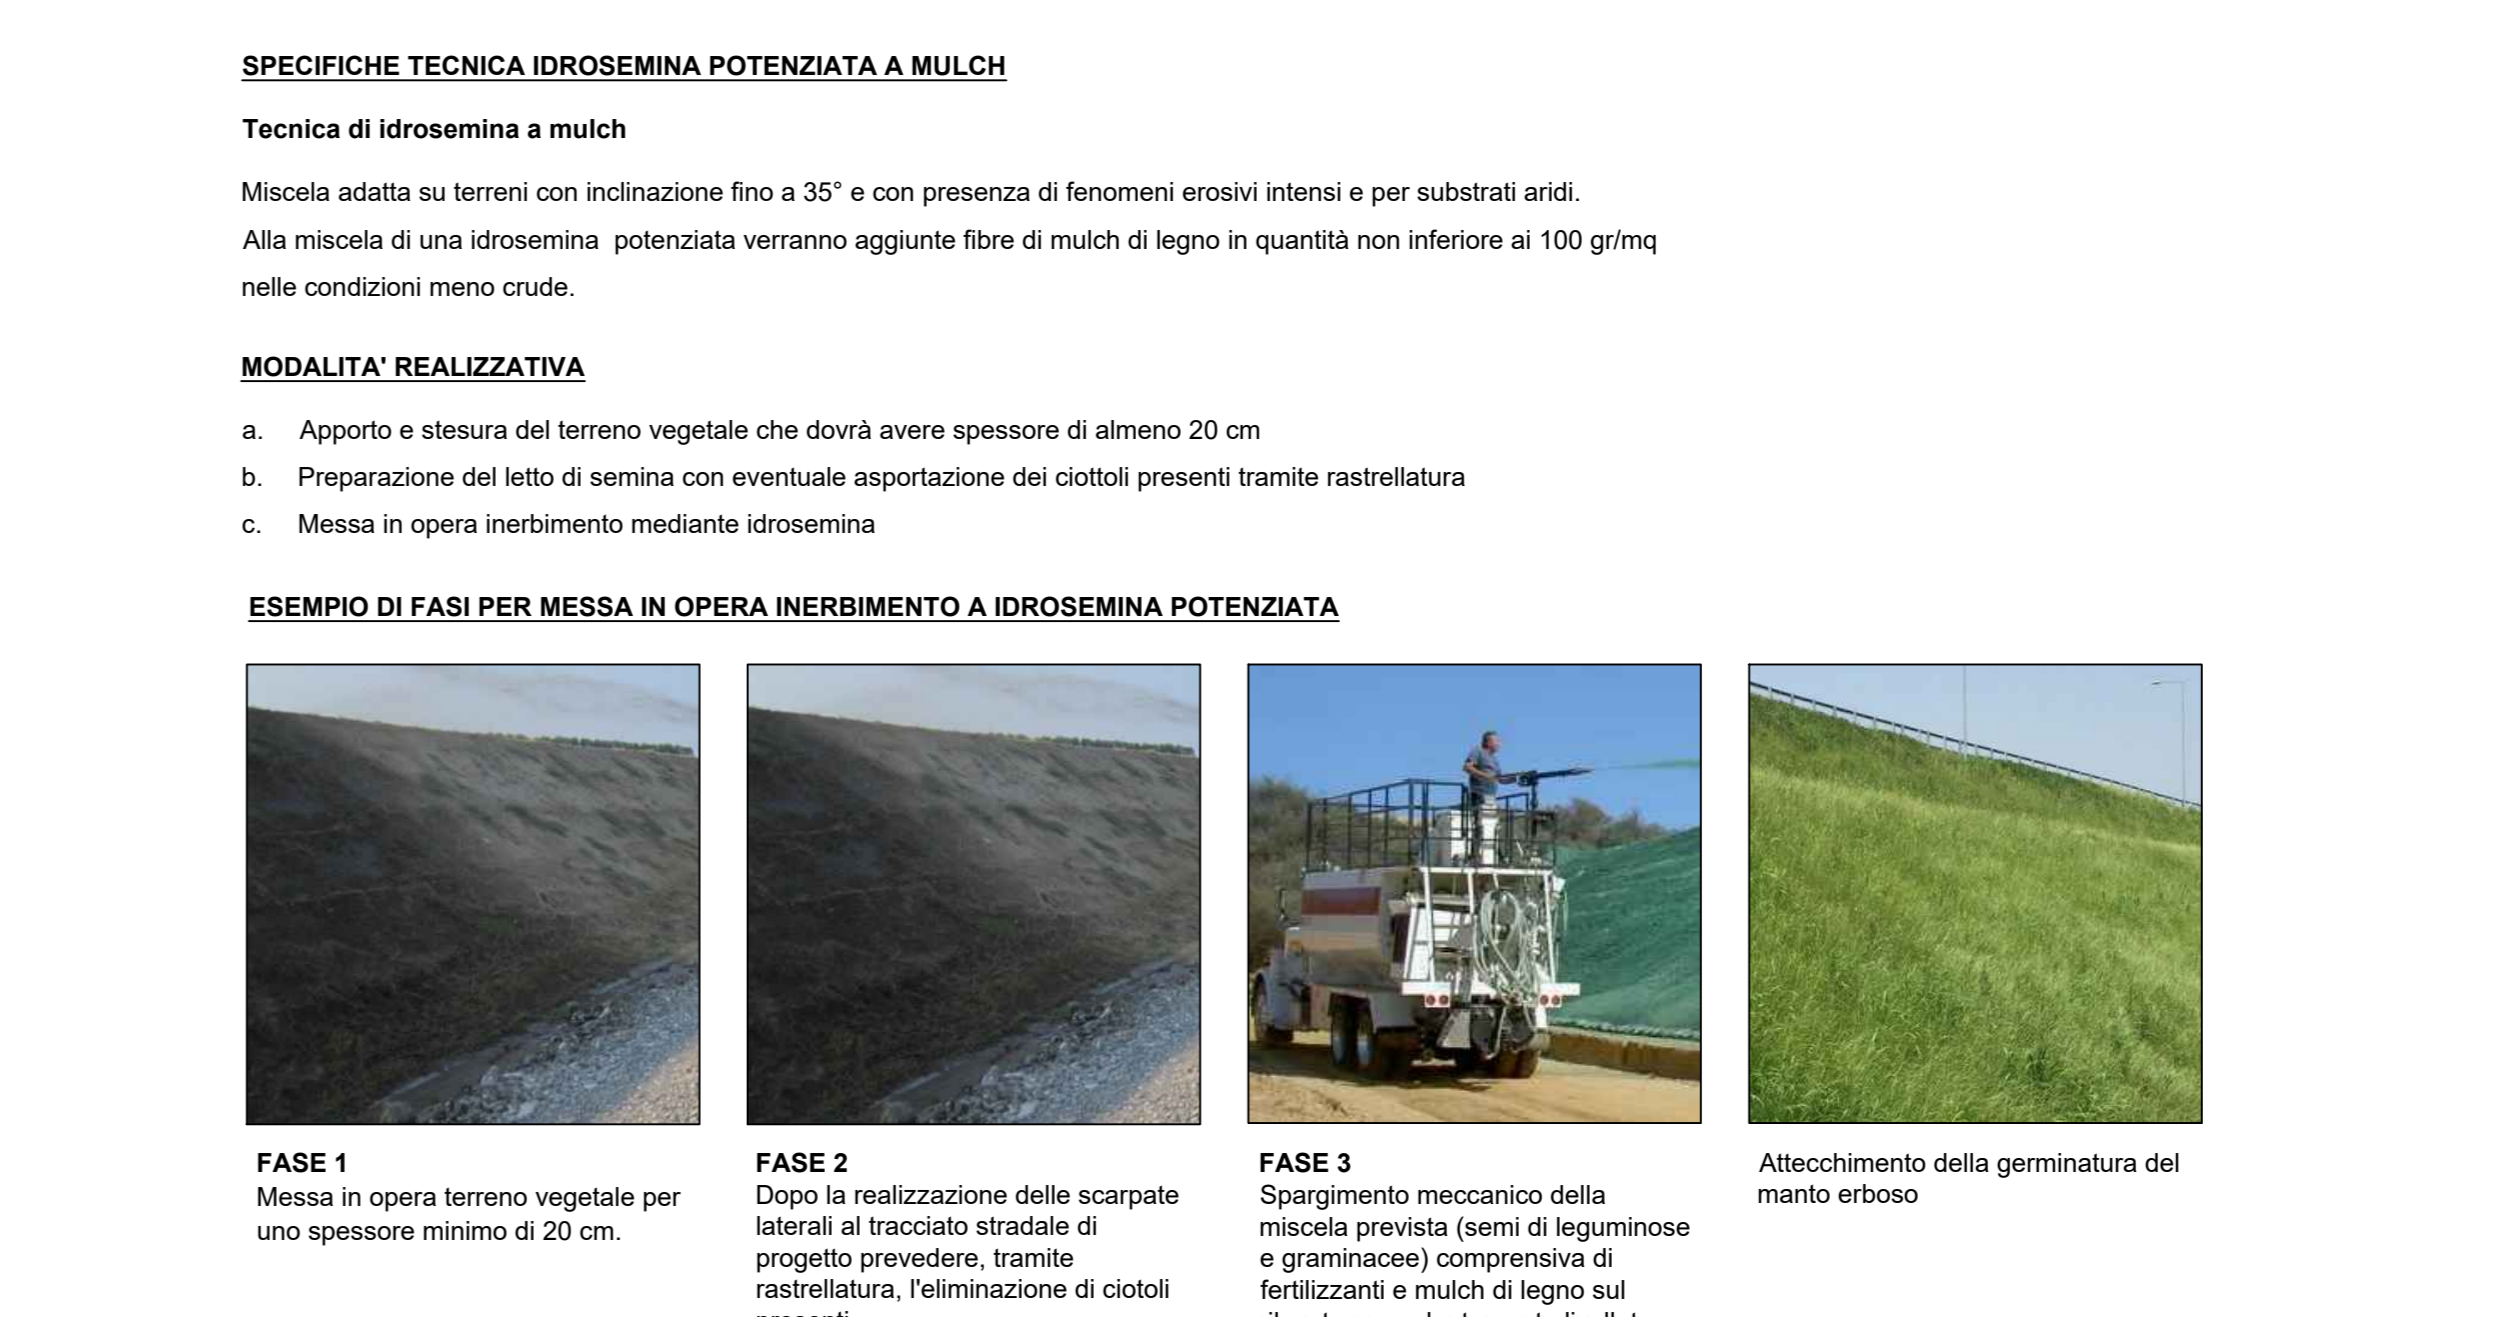 SPECIFICHE TECNICA IDROSEMINA POTENZIATA A MULCH
Tecnica di idrosemina a mulch
Miscela adatta su terreni con inclinazione fino a 35° e con presenza di fenomeni erosivi intensi e per substrati aridi.
Alla miscela di una idrosemina potenziata verranno aggiunte fibre di mulch di legno in quantità non inferiore ai 100 gr/mq
nelle condizioni meno crude.
MODALITA' REALIZZATIVA
a. Apporto e stesura del terreno vegetale che dovrà avere spessore di almeno 20 cm
b. Preparazione del letto di semina con eventuale asportazione dei ciottoli presenti tramite rastrellatura
c. Messa in opera inerbimento mediante idrosemina
ESEMPIO DI FASI PER MESSA IN OPERA INERBIMENTO A IDROSEMINA POTENZIATA
FASE 1
Messa in opera terreno vegetale per
uno spessore minimo di 20 cm.
FASE 2
Dopo la realizzazione delle scarpate
laterali al tracciato stradale di
progetto prevedere, tramite
rastrellatura, l'eliminazione di ciotoli
FASE 3
Spargimento meccanico della
miscela prevista (semi di leguminose
e graminacee) comprensiva di
fertilizzanti e mulch di legno sul
Attecchimento della germinatura del
manto erboso